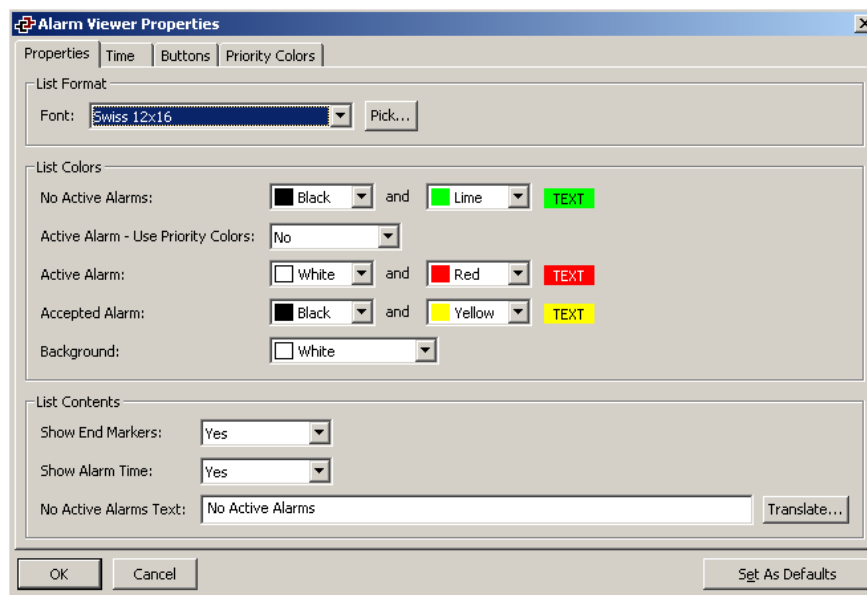 Alarm Viewer Properties
Properties Time Buttons Priority Colors
List Format
Font: Swiss 12x16 Pick...
List Colors
No Active Alarms: Black and Lime TEXT
Active Alarm - Use Priority Colors: No
Active Alarm: White and Red TEXT
Accepted Alarm: Black and Yellow TEXT
Background: White
List Contents
Show End Markers: Yes
Show Alarm Time: Yes
No Active Alarms Text: No Active Alarms Translate...
OK Cancel Set As Defaults